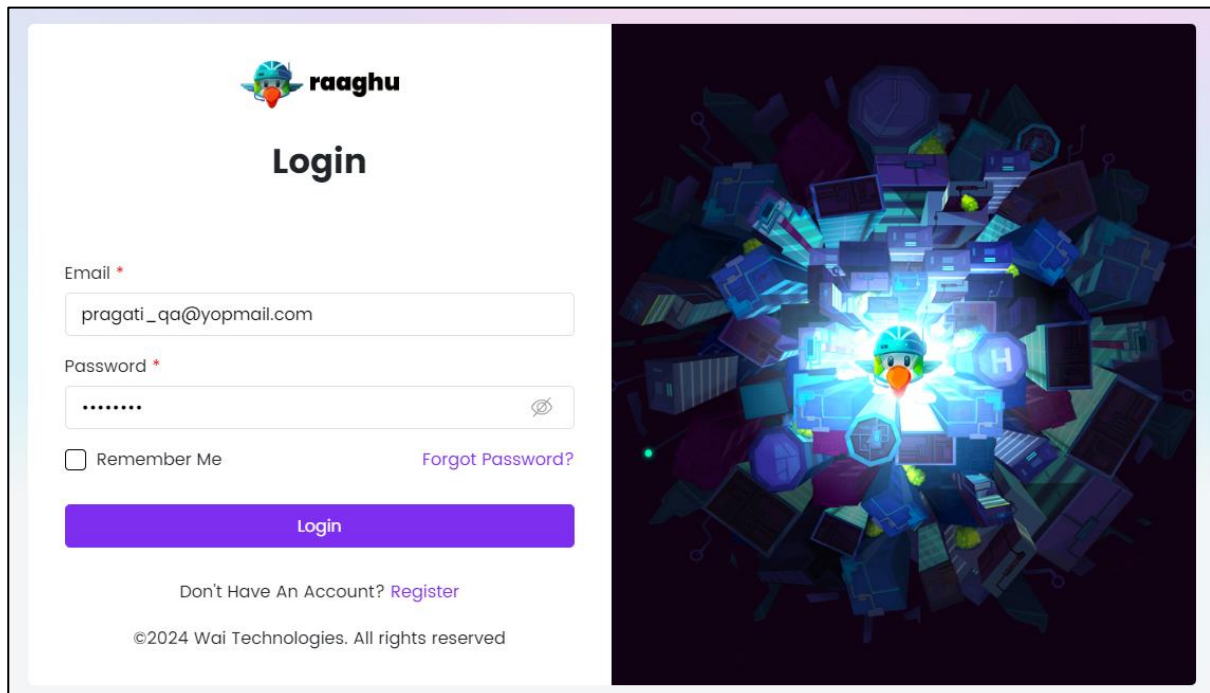 raaghu
Login
Email *
pragati_qa@yopmail.com
Password *
••••••••
Remember Me
Forgot Password?
Login
Don't Have An Account? Register
©2024 Wai Technologies. All rights reserved
H